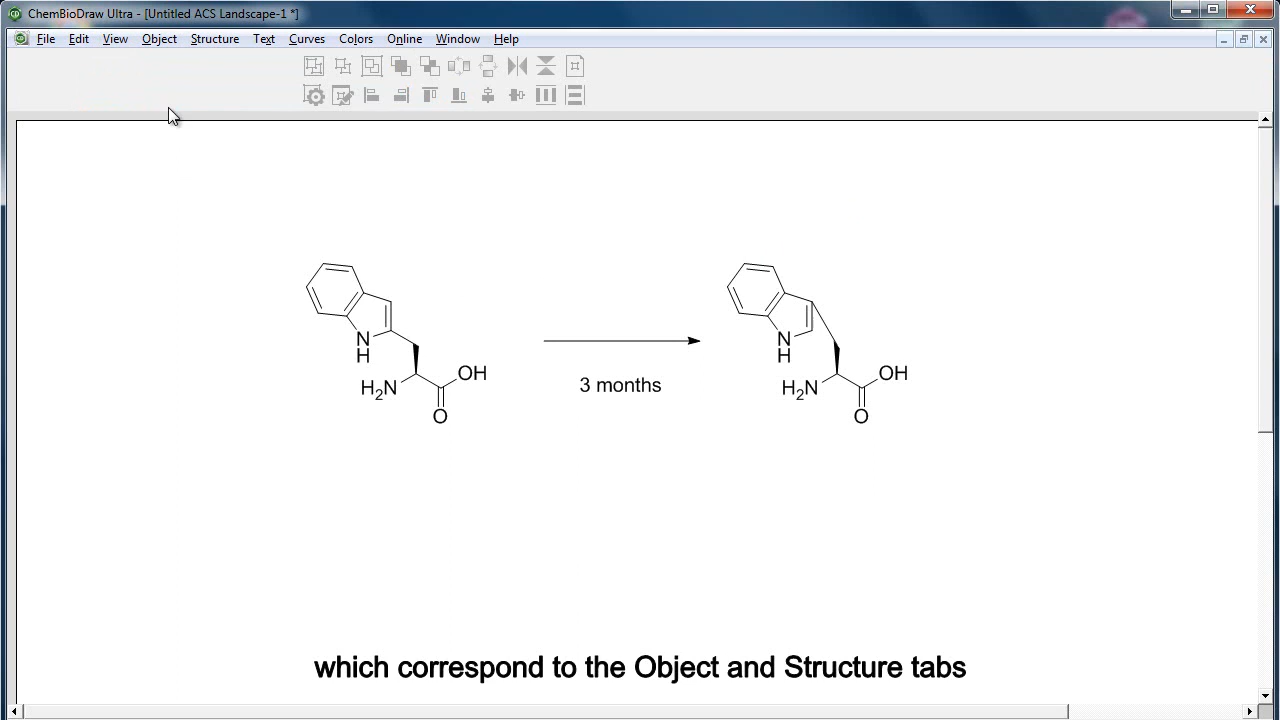 ChemBioDraw Ultra - [Untitled ACS Landscape-1 *]
File Edit View Object Structure Text Curves Colors Online Window Help
N
H
H2N
OH
O
3 months
N
H
H2N
OH
O
which correspond to the Object and Structure tabs